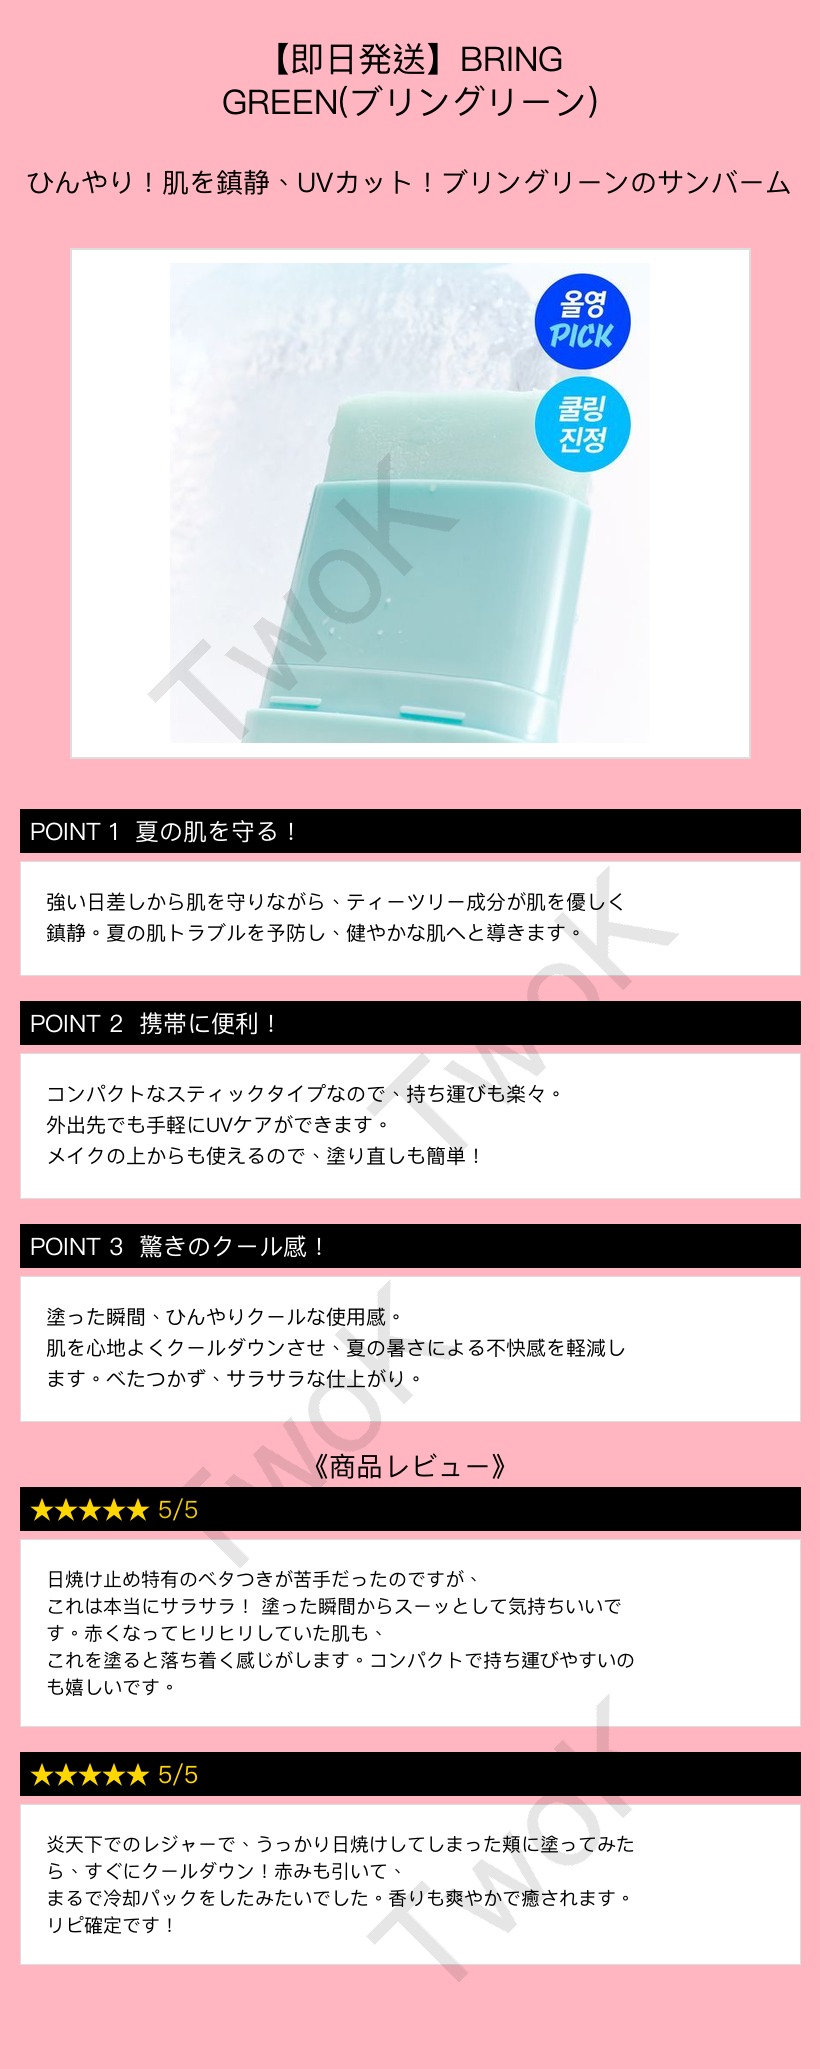 【即日発送】BRING
GREEN(ブリングリーン)
ひんやり！肌を鎮静、UVカット！ブリングリーンのサンバーム
올영
PICK
쿨링
진정
TwoK
POINT 1 夏の肌を守る！
強い日差しから肌を守りながら、ティーツリー成分が肌を優しく
鎮静。夏の肌トラブルを予防し、健やかな肌へと導きます。
TwoK
POINT 2 携帯に便利！
コンパクトなスティックタイプなので、持ち運びも楽々。
外出先でも手軽にUVケアができます。
メイクの上からも使えるので、塗り直しも簡単！
POINT 3 驚きのクール感！
塗った瞬間、ひんやりクールな使用感。
肌を心地よくクールダウンさせ、夏の暑さによる不快感を軽減し
ます。べたつかず、サラサラな仕上がり。
TwoK
《商品レビュー》
★★★★★ 5/5
日焼け止め特有のベタつきが苦手だったのですが、
これは本当にサラサラ！ 塗った瞬間からスーッとして気持ちいいで
す。赤くなってヒリヒリしていた肌も、
これを塗ると落ち着く感じがします。コンパクトで持ち運びやすいの
も嬉しいです。
★★★★★ 5/5
炎天下でのレジャーで、うっかり日焼けしてしまった頬に塗ってみた
ら、すぐにクールダウン！赤みも引いて、
まるで冷却パックをしたみたいでした。香りも爽やかで癒されます。
リピ確定です！
TwoK